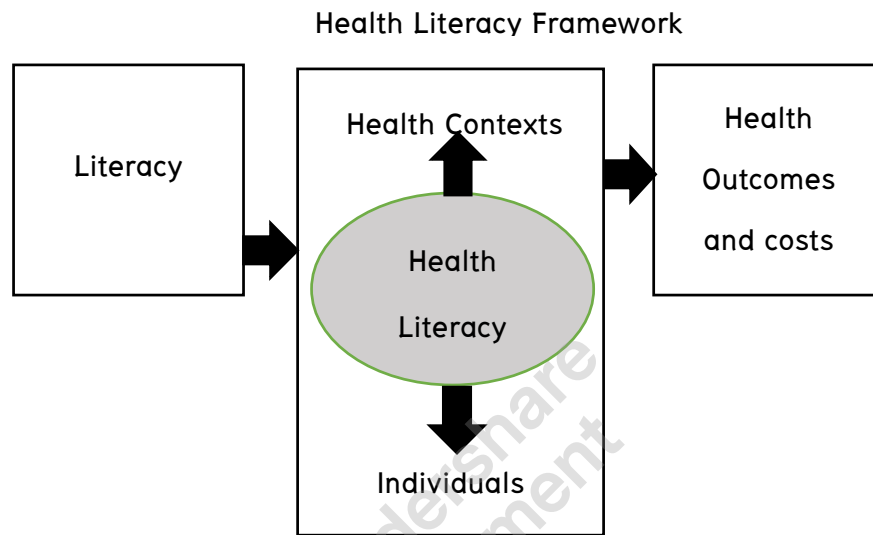 Health Literacy Framework
Literacy
Health Contexts
Health
Literacy
Individuals
Health
Outcomes
and costs